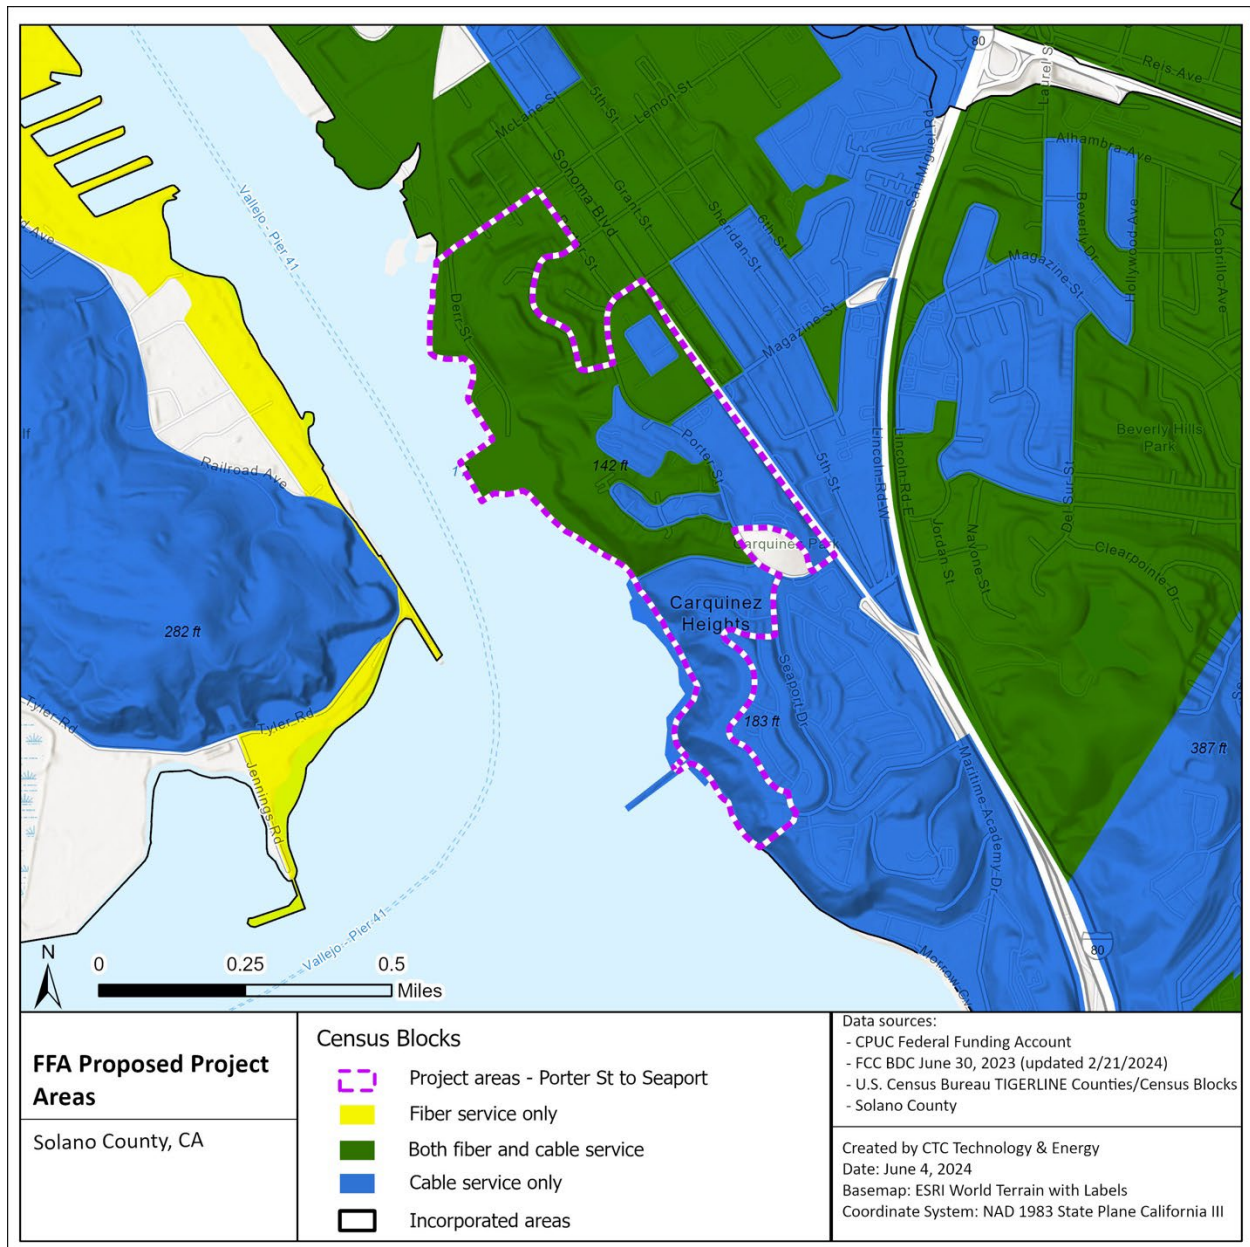 80
Laurel S
Reis Ave
McLane St
5th St
Lemon St
San Miguel Rd
Alhambra Ave
Vallejo - Pier 41
Sonoma Blvd
Grant St
Sheridan St
6th St
Beverly Dr
Hollywood Ave
Cabrillo Ave
d Ave
Magazine St
Derr St
Magazine St
Beverly Hills
Park
lf
Railroad Ave
142 ft
Porter St
5th St
Lincoln Rd W
Lincoln Rd E
Del Sur St
Jordan St
Navone St
Clearpointe Dr
Carquinez Park
Carquinez
Heights
282 ft
Seaport Dr
183 ft
Tyler Rd
Tyler Rd
387 ft
Jennings Rd
Maritime Academy Dr
Vallejo - Pier 41
80
Morrow Cv
N
0 0.25 0.5
Miles
FFA Proposed Project
Areas
Solano County, CA
Census Blocks
Project areas - Porter St to Seaport
Fiber service only
Both fiber and cable service
Cable service only
Incorporated areas
Data sources:
- CPUC Federal Funding Account
- FCC BDC June 30, 2023 (updated 2/21/2024)
- U.S. Census Bureau TIGERLINE Counties/Census Blocks
- Solano County
Created by CTC Technology & Energy
Date: June 4, 2024
Basemap: ESRI World Terrain with Labels
Coordinate System: NAD 1983 State Plane California III